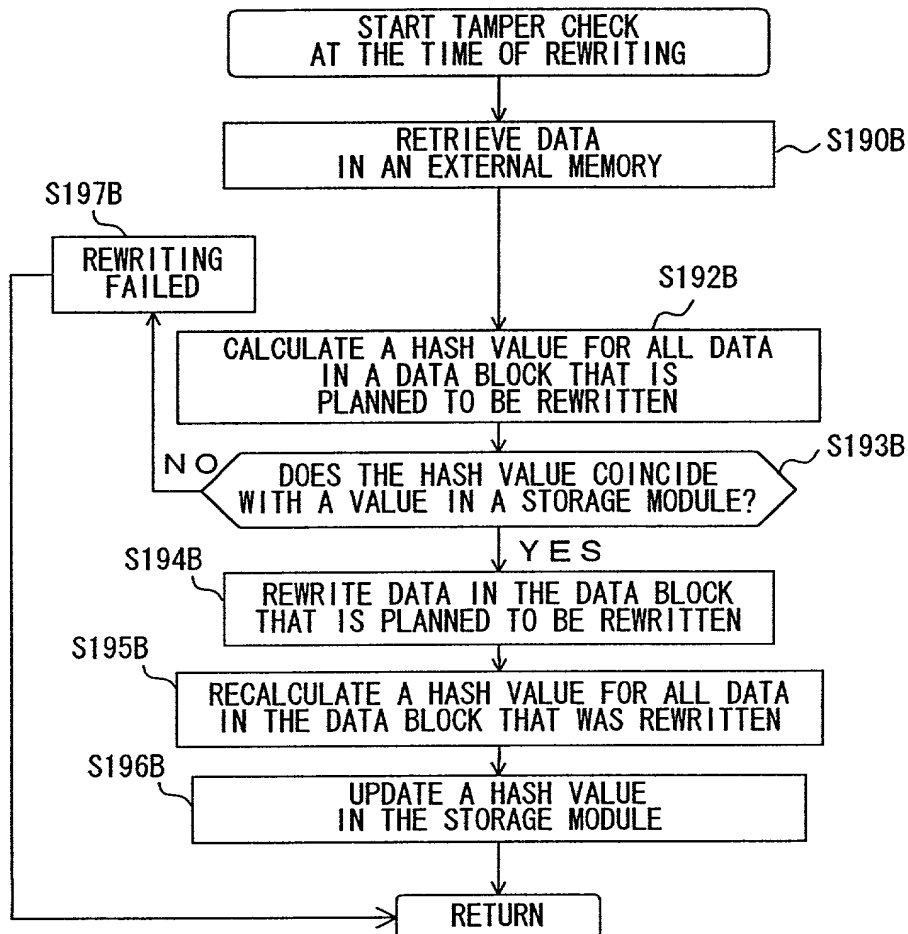 START TAMPER CHECK
AT THE TIME OF REWRITING
RETRIEVE DATA
IN AN EXTERNAL MEMORY
S190B
S197B
REWRITING
FAILED
S192B
CALCULATE A HASH VALUE FOR ALL DATA
IN A DATA BLOCK THAT IS
PLANNED TO BE REWRITTEN
S193B
NO
DOES THE HASH VALUE COINCIDE
WITH A VALUE IN A STORAGE MODULE?
YES
S194B
REWRITE DATA IN THE DATA BLOCK
THAT IS PLANNED TO BE REWRITTEN
S195B
RECALCULATE A HASH VALUE FOR ALL DATA
IN THE DATA BLOCK THAT WAS REWRITTEN
S196B
UPDATE A HASH VALUE
IN THE STORAGE MODULE
RETURN